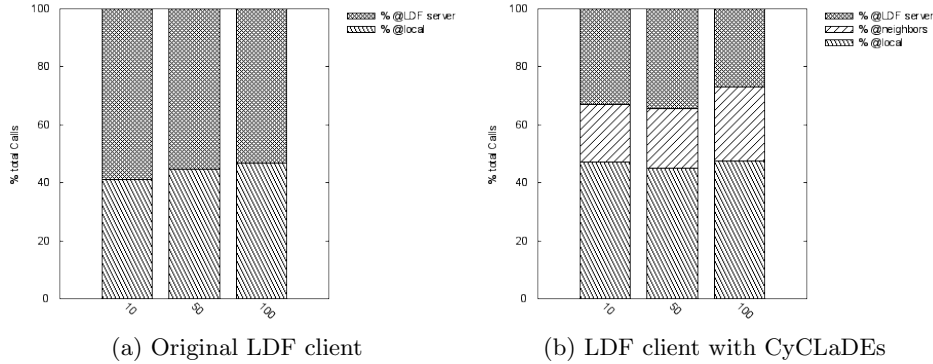 100
80
60
40
20
0
% total Calls
10
50
100
% @LDF server
% @local
(a) Original LDF client
100
80
60
40
20
0
% total Calls
10
50
100
% @LDF server
% @neighbors
% @local
(b) LDF client with CyCLaDEs